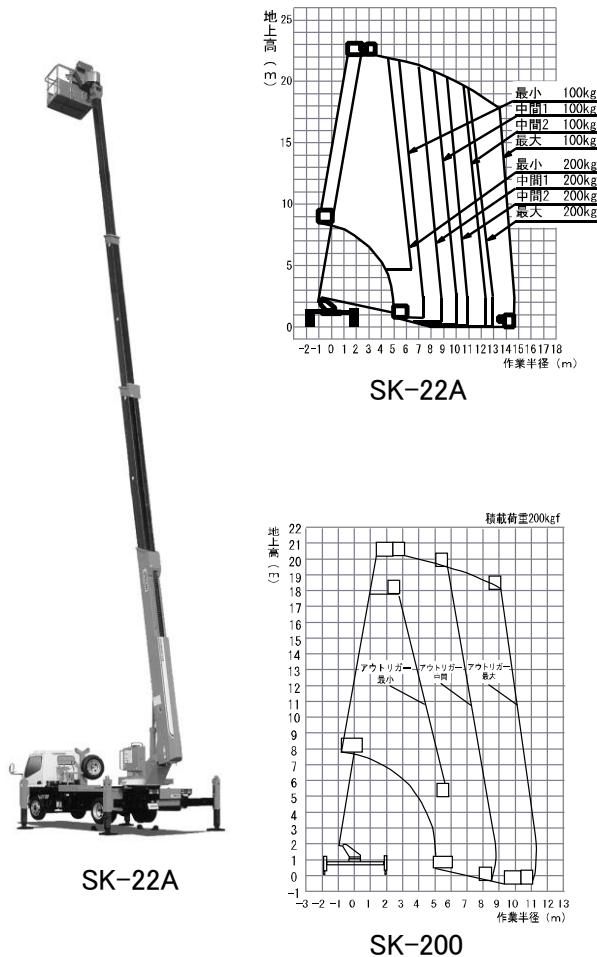 地上高(m)
25
20
15
10
5
0
最小 100kg
中間1 100kg
中間2 100kg
最大 100kg
最小 200kg
中間1 200kg
中間2 200kg
最大 200kg
-2 -1 0 1 2 3 4 5 6 7 8 9 10 11 12 13 14 15 16 17 18
作業半径(m)
SK-22A
SK-22A
積載荷重200kgf
地上高(m)
22
21
20
19
18
17
16
15
14
13
12
11
10
9
8
7
6
5
4
3
2
1
0
-1
アウトリガー最小
アウトリガー中間
アウトリガー最大
-3 -2 -1 0 1 2 3 4 5 6 7 8 9 10 11 12 13
作業半径(m)
SK-200